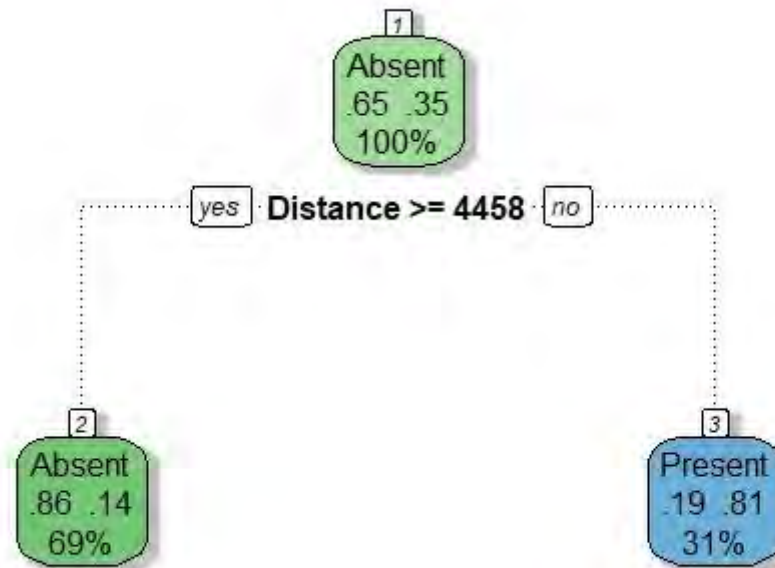 1
Absent
.65 .35
100%
yes Distance >= 4458 no
2
Absent
.86 .14
69%
3
Present
.19 .81
31%